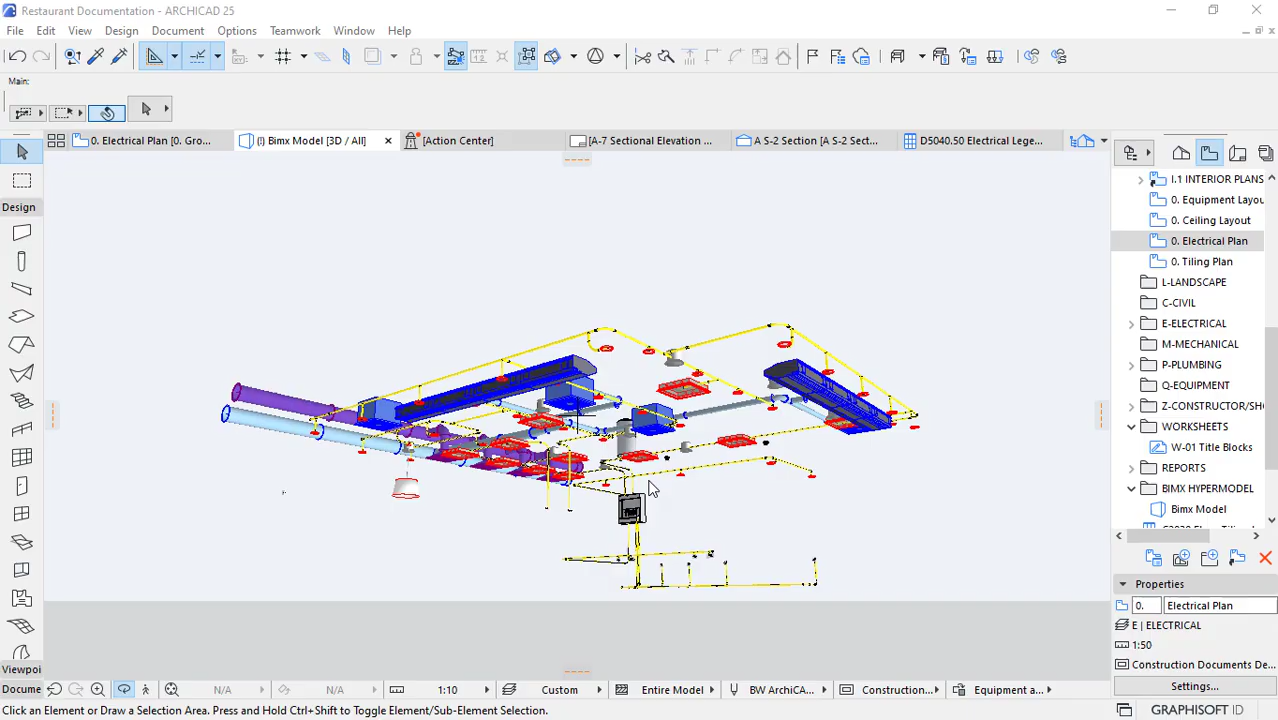 Restaurant Documentation - ARCHICAD 25
File Edit View Design Document Options Teamwork Window Help
Main:
0. Electrical Plan [0. Gro...
(!) Bimx Model [3D / All]
[Action Center]
[A-7 Sectional Elevation ...
A S-2 Section [A S-2 Sect...
D5040.50 Electrical Lege...
Design
I.1 INTERIOR PLANS
0. Equipment Layou
0. Ceiling Layout
0. Electrical Plan
0. Tiling Plan
L-LANDSCAPE
C-CIVIL
E-ELECTRICAL
M-MECHANICAL
P-PLUMBING
Q-EQUIPMENT
Z-CONSTRUCTOR/SH
WORKSHEETS
W-01 Title Blocks
REPORTS
BIMX HYPERMODEL
Bimx Model
Properties
0. Electrical Plan
E | ELECTRICAL
1:50
Construction Documents De...
Settings...
Viewpoi
Docume
N/A
N/A
1:10
Custom
Entire Model
BW ArchiCA...
Construction...
Equipment a...
Click an Element or Draw a Selection Area. Press and Hold Ctrl+Shift to Toggle Element/Sub-Element Selection.
GRAPHISOFT ID